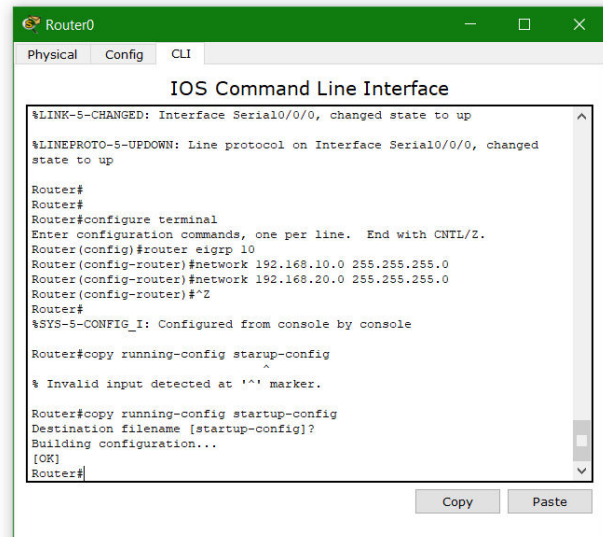 Router0
Physical Config CLI
IOS Command Line Interface
%LINK-5-CHANGED: Interface Serial0/0/0, changed state to up
%LINEPROTO-5-UPDOWN: Line protocol on Interface Serial0/0/0, changed
state to up
Router#
Router#
Router#configure terminal
Enter configuration commands, one per line.  End with CNTL/Z.
Router(config)#router eigrp 10
Router(config-router)#network 192.168.10.0 255.255.255.0
Router(config-router)#network 192.168.20.0 255.255.255.0
Router(config-router)#^Z
Router#
%SYS-5-CONFIG_I: Configured from console by console
Router#copy running-config starup-config
^
% Invalid input detected at '^' marker.
Router#copy running-config startup-config
Destination filename [startup-config]?
Building configuration...
[OK]
Router#
Copy Paste